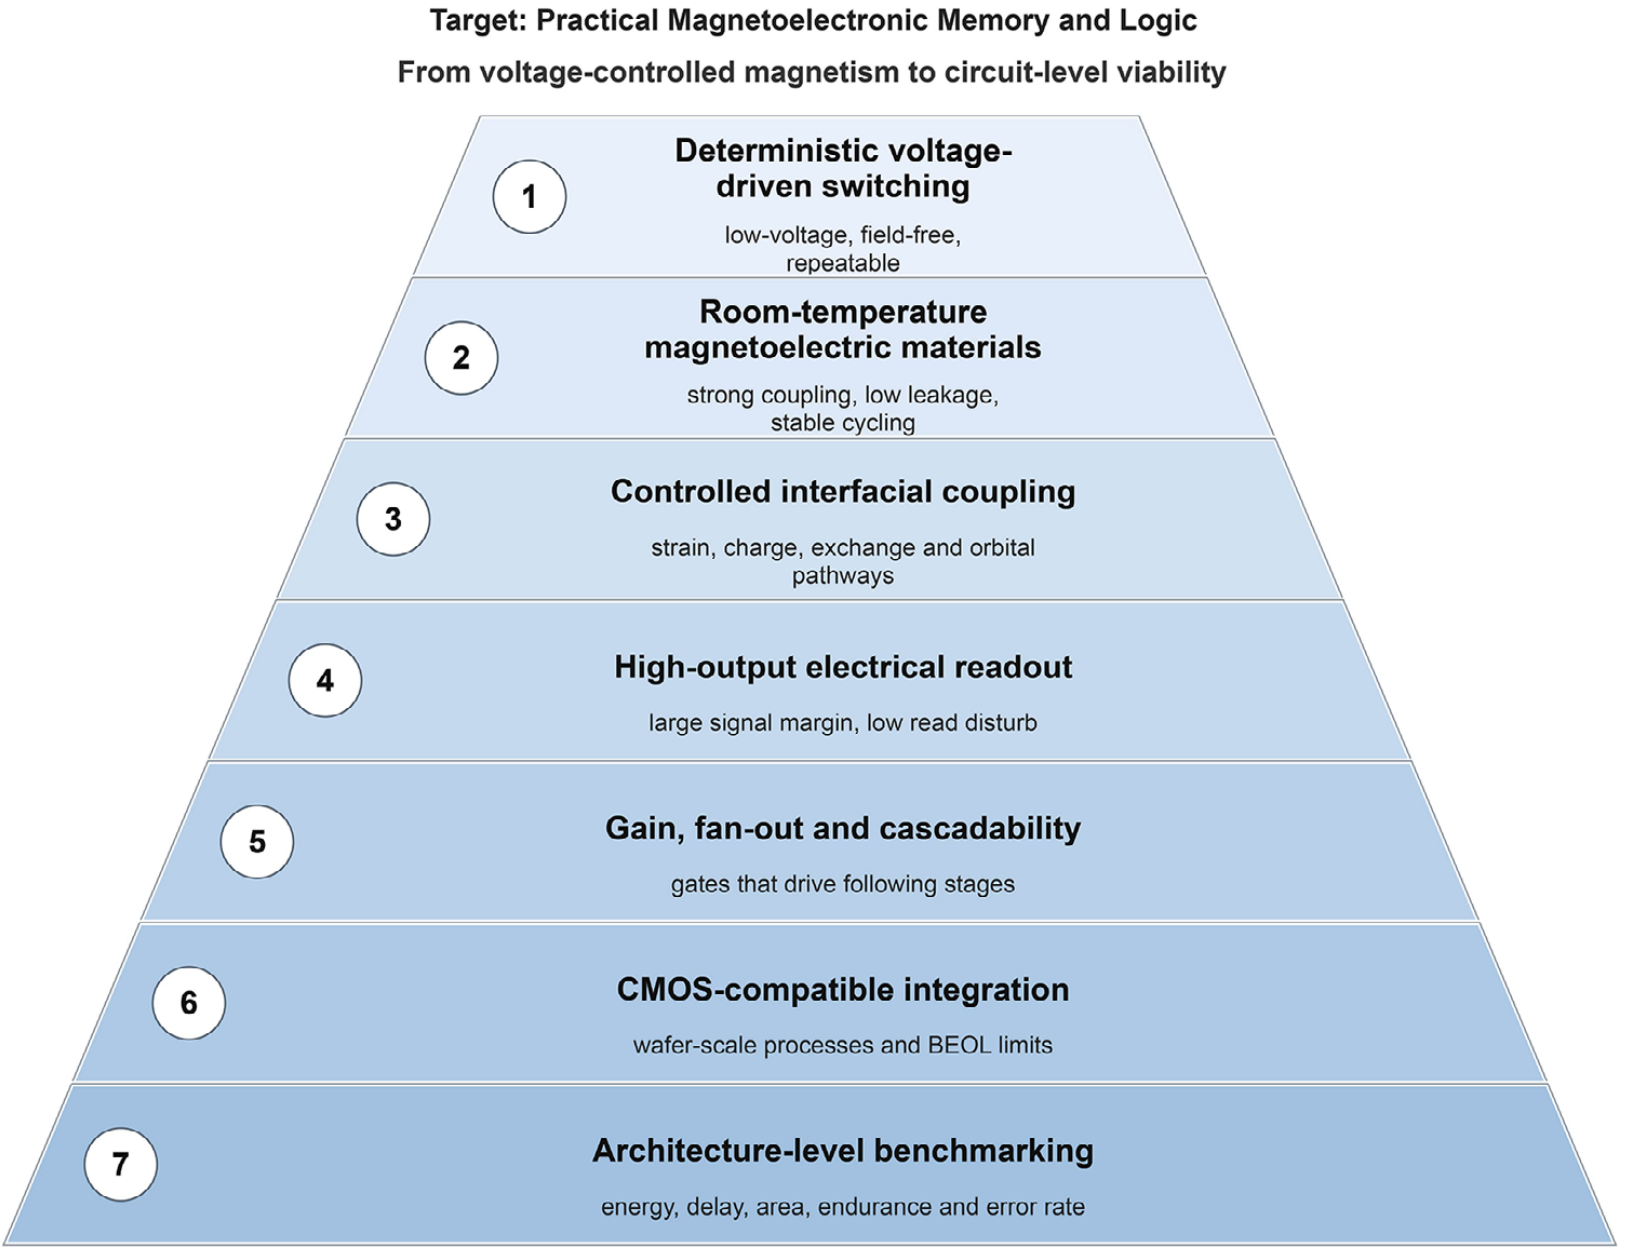 Target: Practical Magnetoelectronic Memory and Logic
From voltage-controlled magnetism to circuit-level viability
1
Deterministic voltage-
driven switching
low-voltage, field-free,
repeatable
2
Room-temperature
magnetoelectric materials
strong coupling, low leakage,
stable cycling
3
Controlled interfacial coupling
strain, charge, exchange and orbital
pathways
4
High-output electrical readout
large signal margin, low read disturb
5
Gain, fan-out and cascadability
gates that drive following stages
6
CMOS-compatible integration
wafer-scale processes and BEOL limits
7
Architecture-level benchmarking
energy, delay, area, endurance and error rate